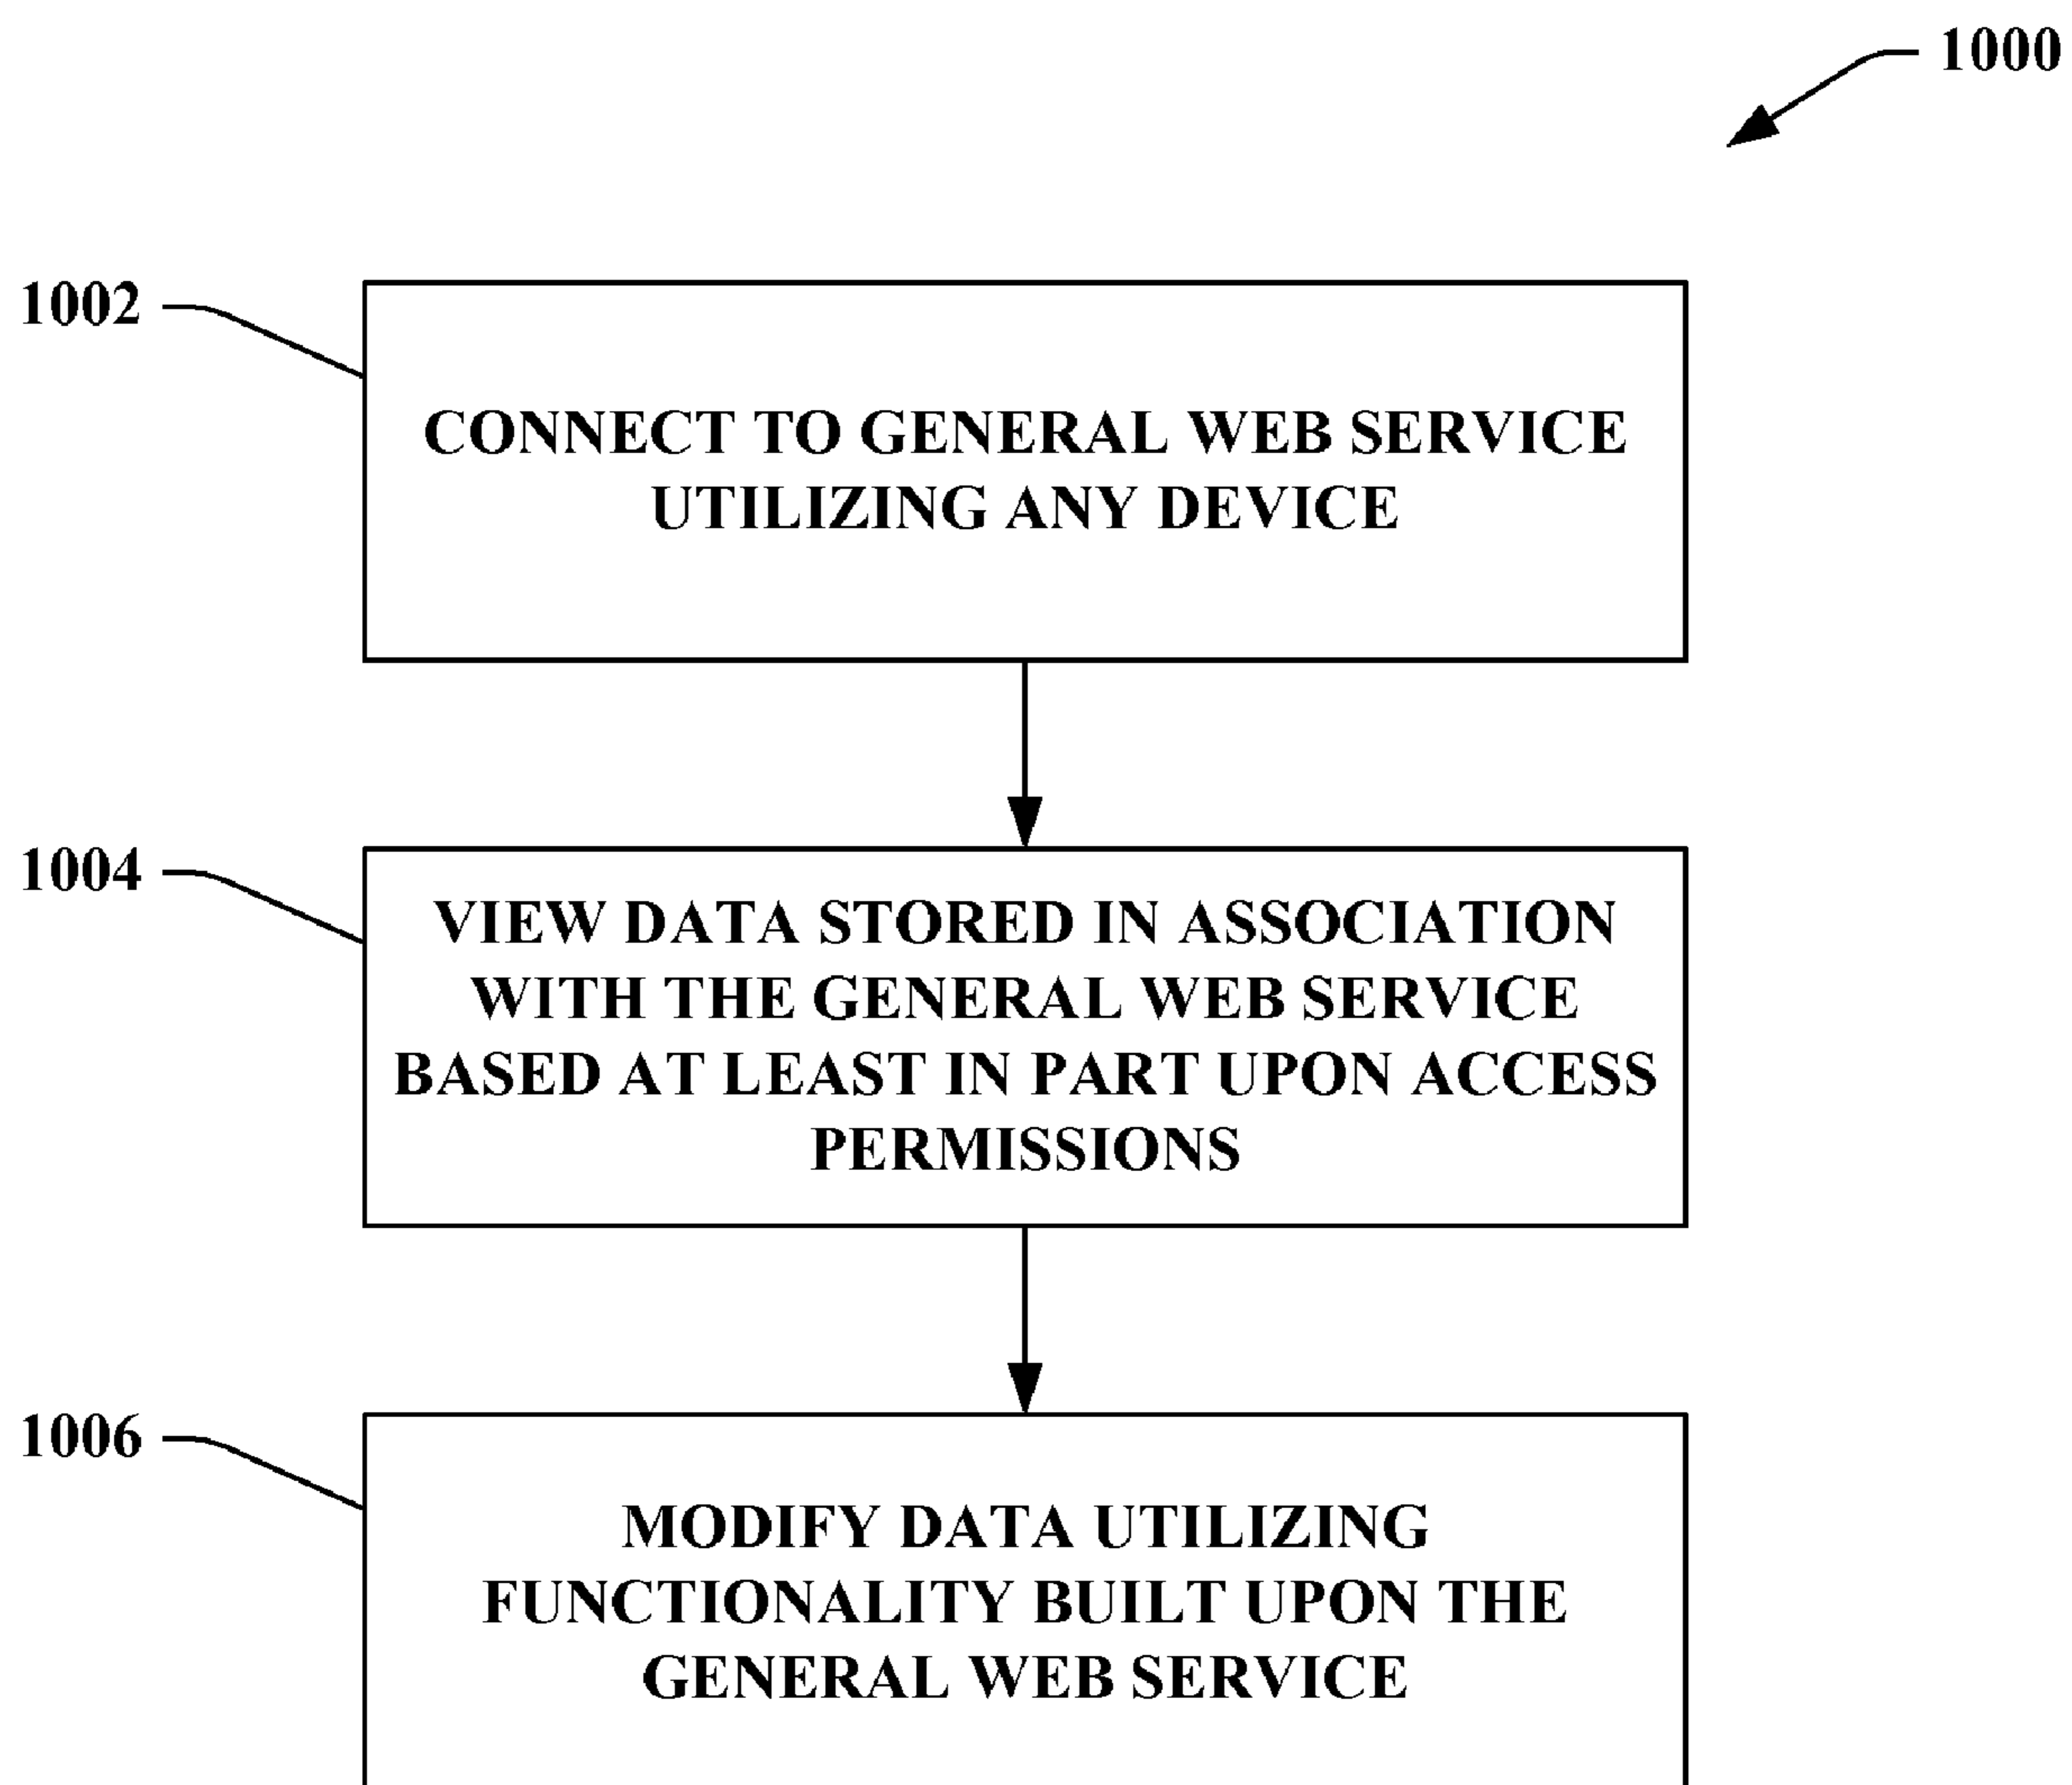 1000
1002
CONNECT TO GENERAL WEB SERVICE
UTILIZING ANY DEVICE
1004
VIEW DATA STORED IN ASSOCIATION
WITH THE GENERAL WEB SERVICE
BASED AT LEAST IN PART UPON ACCESS
PERMISSIONS
1006
MODIFY DATA UTILIZING
FUNCTIONALITY BUILT UPON THE
GENERAL WEB SERVICE